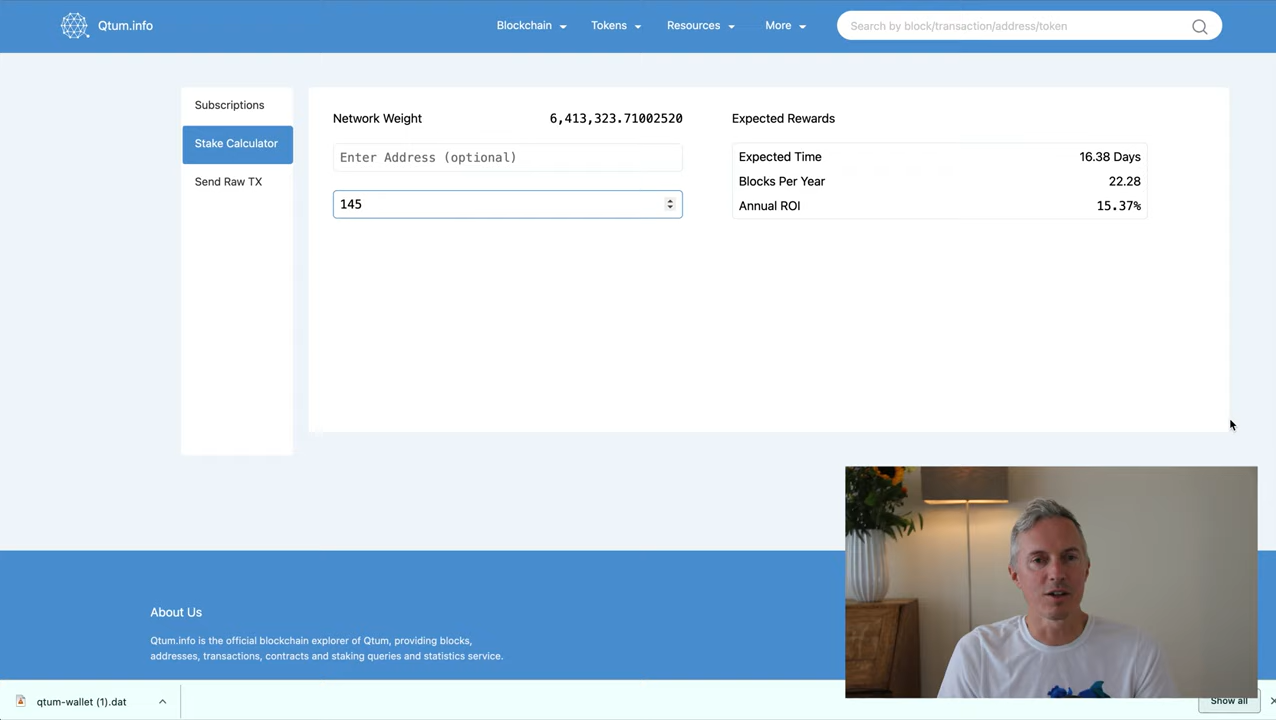 Qtum.info
Blockchain
Tokens
Resources
More
Search by block/transaction/address/token
Subscriptions
Stake Calculator
Send Raw TX
Network Weight 6,413,323.71002520
Enter Address (optional)
145
Expected Rewards
Expected Time 16.38 Days
Blocks Per Year 22.28
Annual ROI 15.37%
About Us
Qtum.info is the official blockchain explorer of Qtum, providing blocks,
addresses, transactions, contracts and staking queries and statistics service.
qtum-wallet (1).dat
Show all